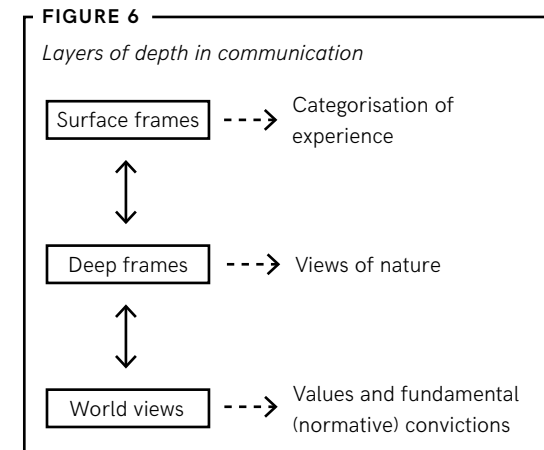 FIGURE 6
Layers of depth in communication
Surface frames
Categorisation of
experience
Deep frames
Views of nature
World views
Values and fundamental
(normative) convictions